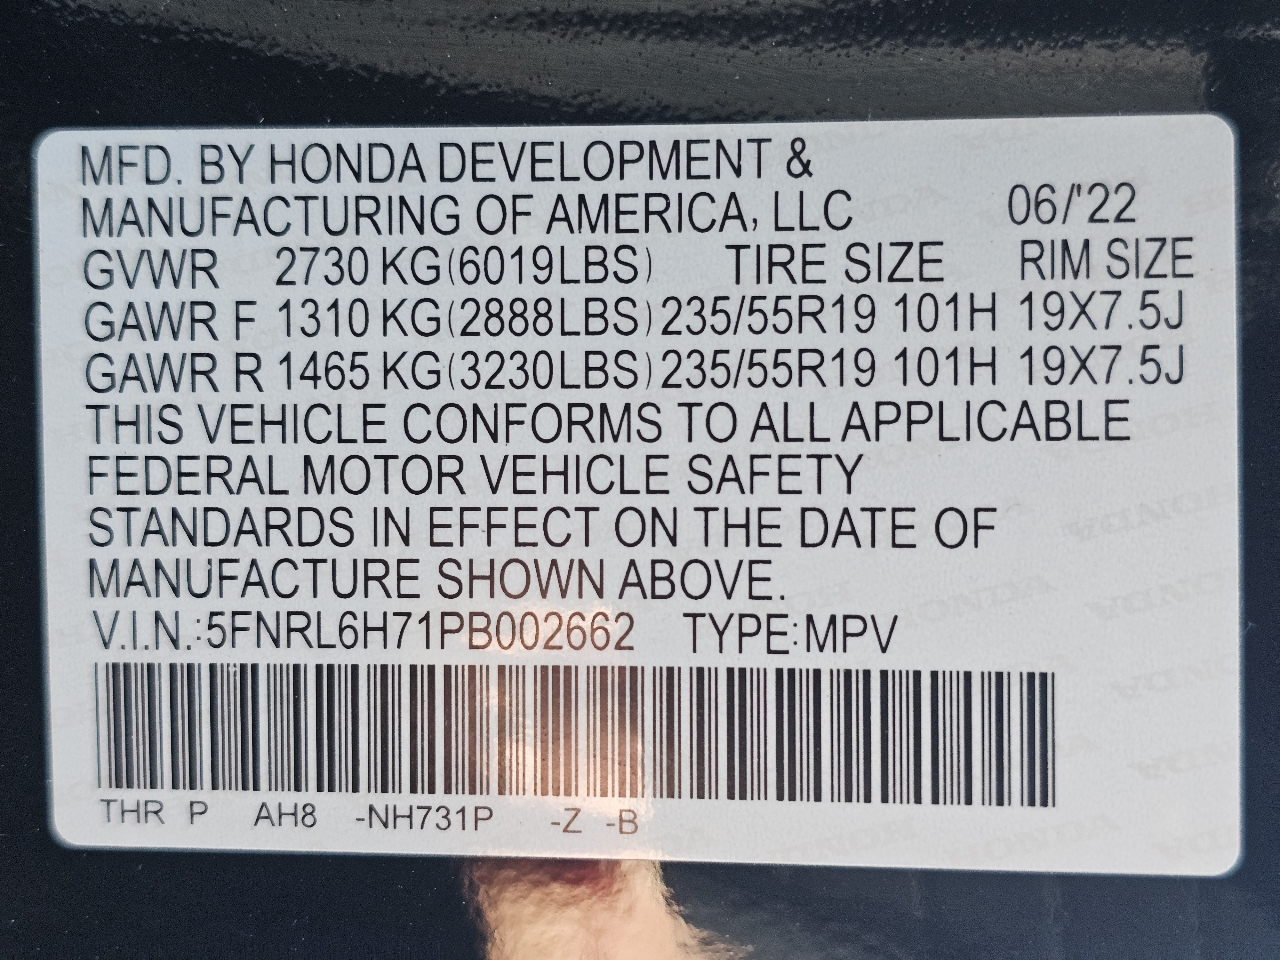 MFD. BY HONDA DEVELOPMENT &
MANUFACTURING OF AMERICA, LLC 06/'22
GVWR 2730 KG(6019LBS) TIRE SIZE RIM SIZE
GAWR F 1310 KG(2888LBS) 235/55R19 101H 19X7.5J
GAWR R 1465 KG(3230LBS) 235/55R19 101H 19X7.5J
THIS VEHICLE CONFORMS TO ALL APPLICABLE
FEDERAL MOTOR VEHICLE SAFETY
STANDARDS IN EFFECT ON THE DATE OF
MANUFACTURE SHOWN ABOVE.
V.I.N.:5FNRL6H71PB002662 TYPE:MPV
THR P AH8 -NH731P -Z -B